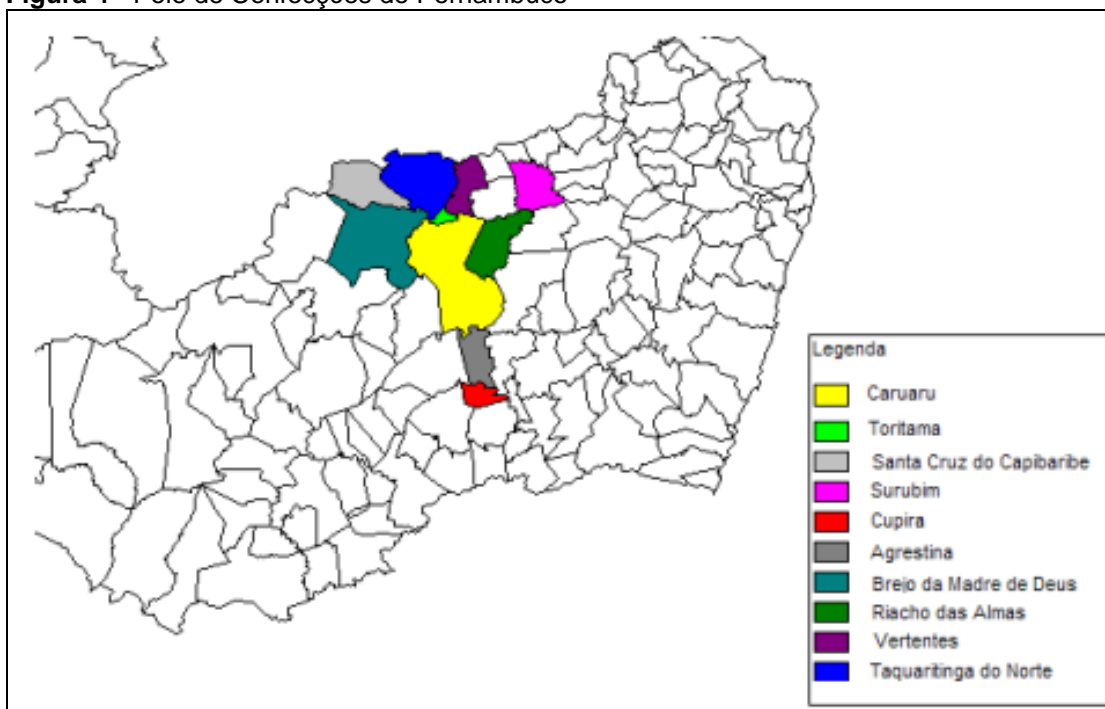 Figura - Polo de Confecções de Pernambuco
Legenda
Caruaru
Toritama
Santa Cruz do Capibaribe
Surubim
Cupira
Agrestina
Brejo da Madre de Deus
Riacho das Almas
Vertentes
Taquaritinga do Norte